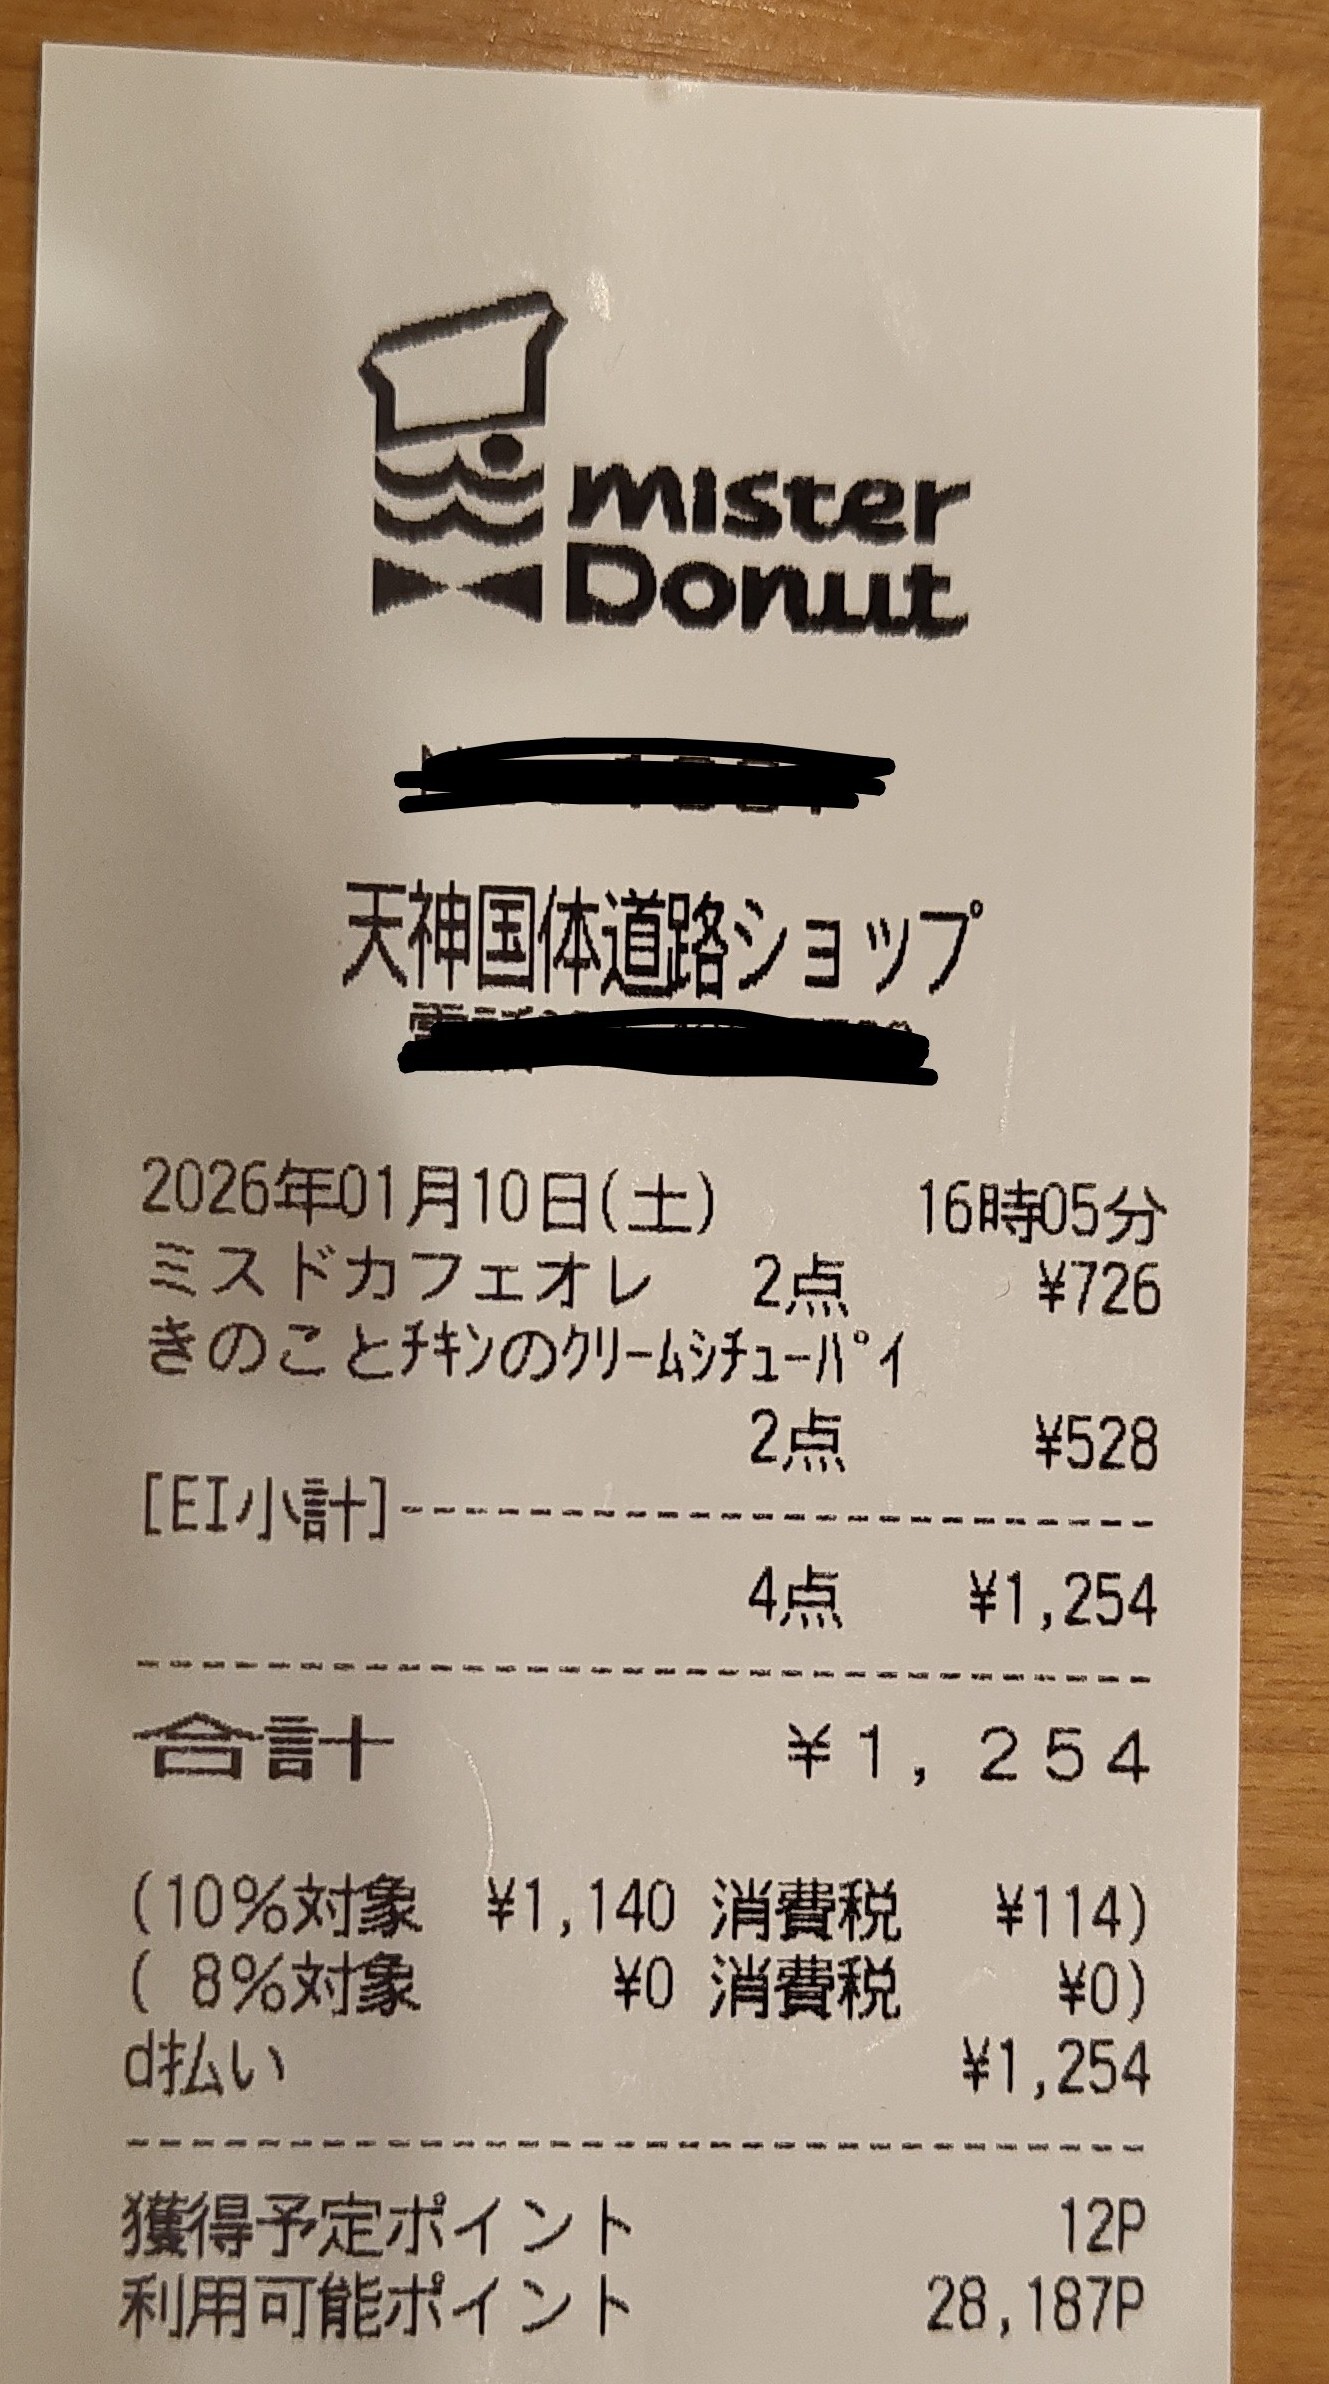 mister
Donut
天神国体道路ショップ
2026年01月10日(土) 16時05分
ミスドカフェオレ 2点 ¥726
きのことﾁｷﾝのｸﾘｰﾑｼﾁｭｰﾊﾟｲ
2点 ¥528
[EI小計]--------------------------------
4点 ¥1,254
--------------------------------
合計 ¥1,254
(10%対象 ¥1,140 消費税 ¥114)
( 8%対象 ¥0 消費税 ¥0)
d払い ¥1,254
--------------------------------
獲得予定ポイント 12P
利用可能ポイント 28,187P